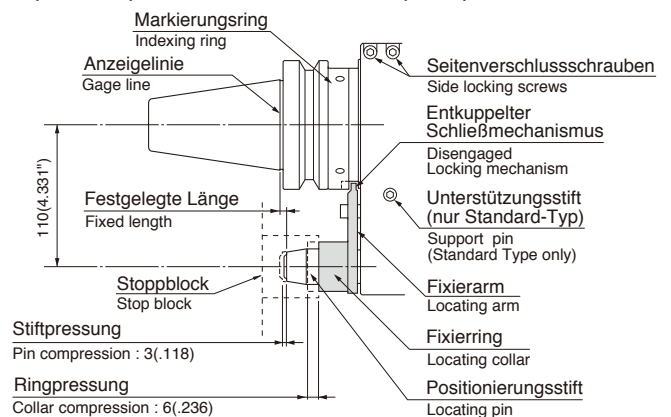 Markierungsring
Indexing ring
Anzeigelinie
Gage line
Seitenverschlussschrauben
Side locking screws
Entkuppelter
Schließmechanismus
Disengaged
Locking mechanism
110(4.331")
Festgelegte Länge
Fixed length
Unterstützungsstift
(nur Standard-Typ)
Support pin
(Standard Type only)
Stoppblock
Stop block
Fixierarm
Locating arm
Stiftpressung
Pin compression : 3(.118)
Fixierring
Locating collar
Ringpressung
Collar compression : 6(.236)
Positionierungsstift
Locating pin